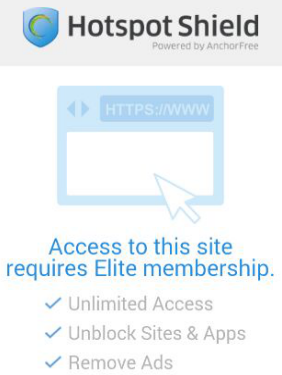 Hotspot Shield
Powered by AnchorFree
HTTPS://WWW
Access to this site
requires Elite membership.
Unlimited Access
Unblock Sites & Apps
Remove Ads